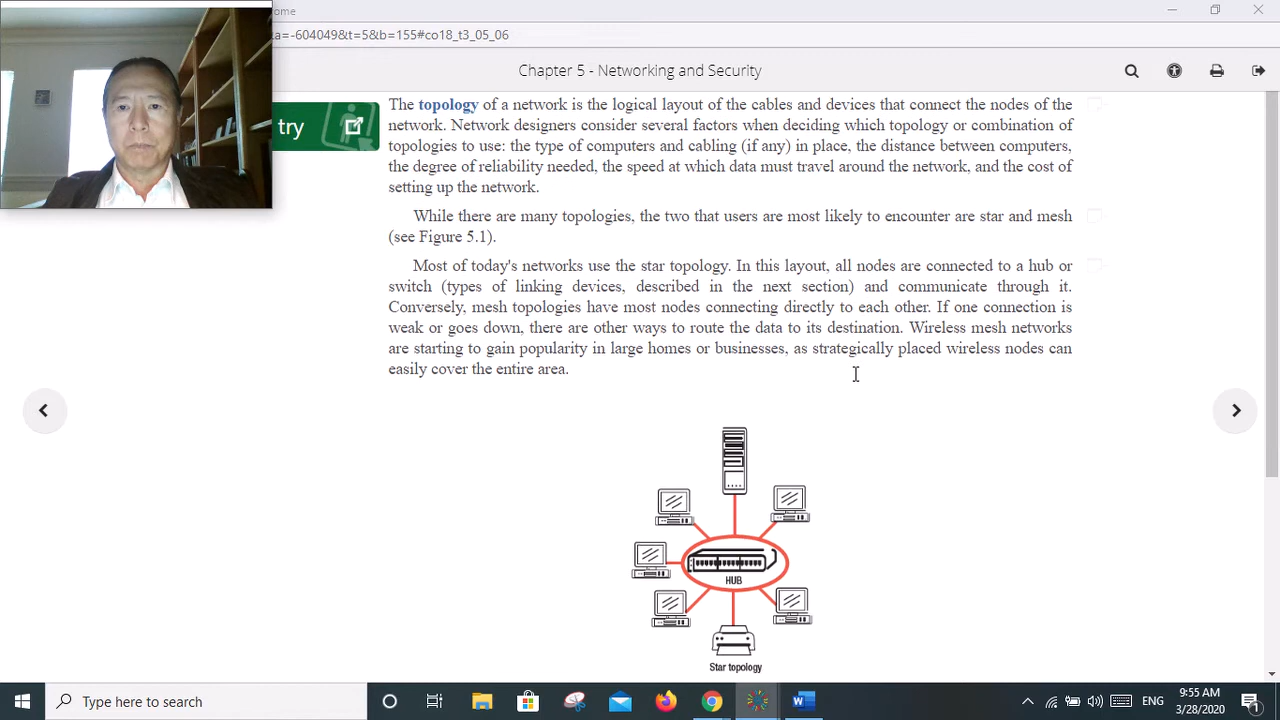 ome
a=-604049&t=5&b=155#co18_t3_05_06
Chapter 5 - Networking and Security
try
The topology of a network is the logical layout of the cables and devices that connect the nodes of the
network. Network designers consider several factors when deciding which topology or combination of
topologies to use: the type of computers and cabling (if any) in place, the distance between computers,
the degree of reliability needed, the speed at which data must travel around the network, and the cost of
setting up the network.
While there are many topologies, the two that users are most likely to encounter are star and mesh
(see Figure 5.1).
Most of today's networks use the star topology. In this layout, all nodes are connected to a hub or
switch (types of linking devices, described in the next section) and communicate through it.
Conversely, mesh topologies have most nodes connecting directly to each other. If one connection is
weak or goes down, there are other ways to route the data to its destination. Wireless mesh networks
are starting to gain popularity in large homes or businesses, as strategically placed wireless nodes can
easily cover the entire area.
HUB
Star topology
Type here to search
ENG
3:55 AM
3/28/2020
1